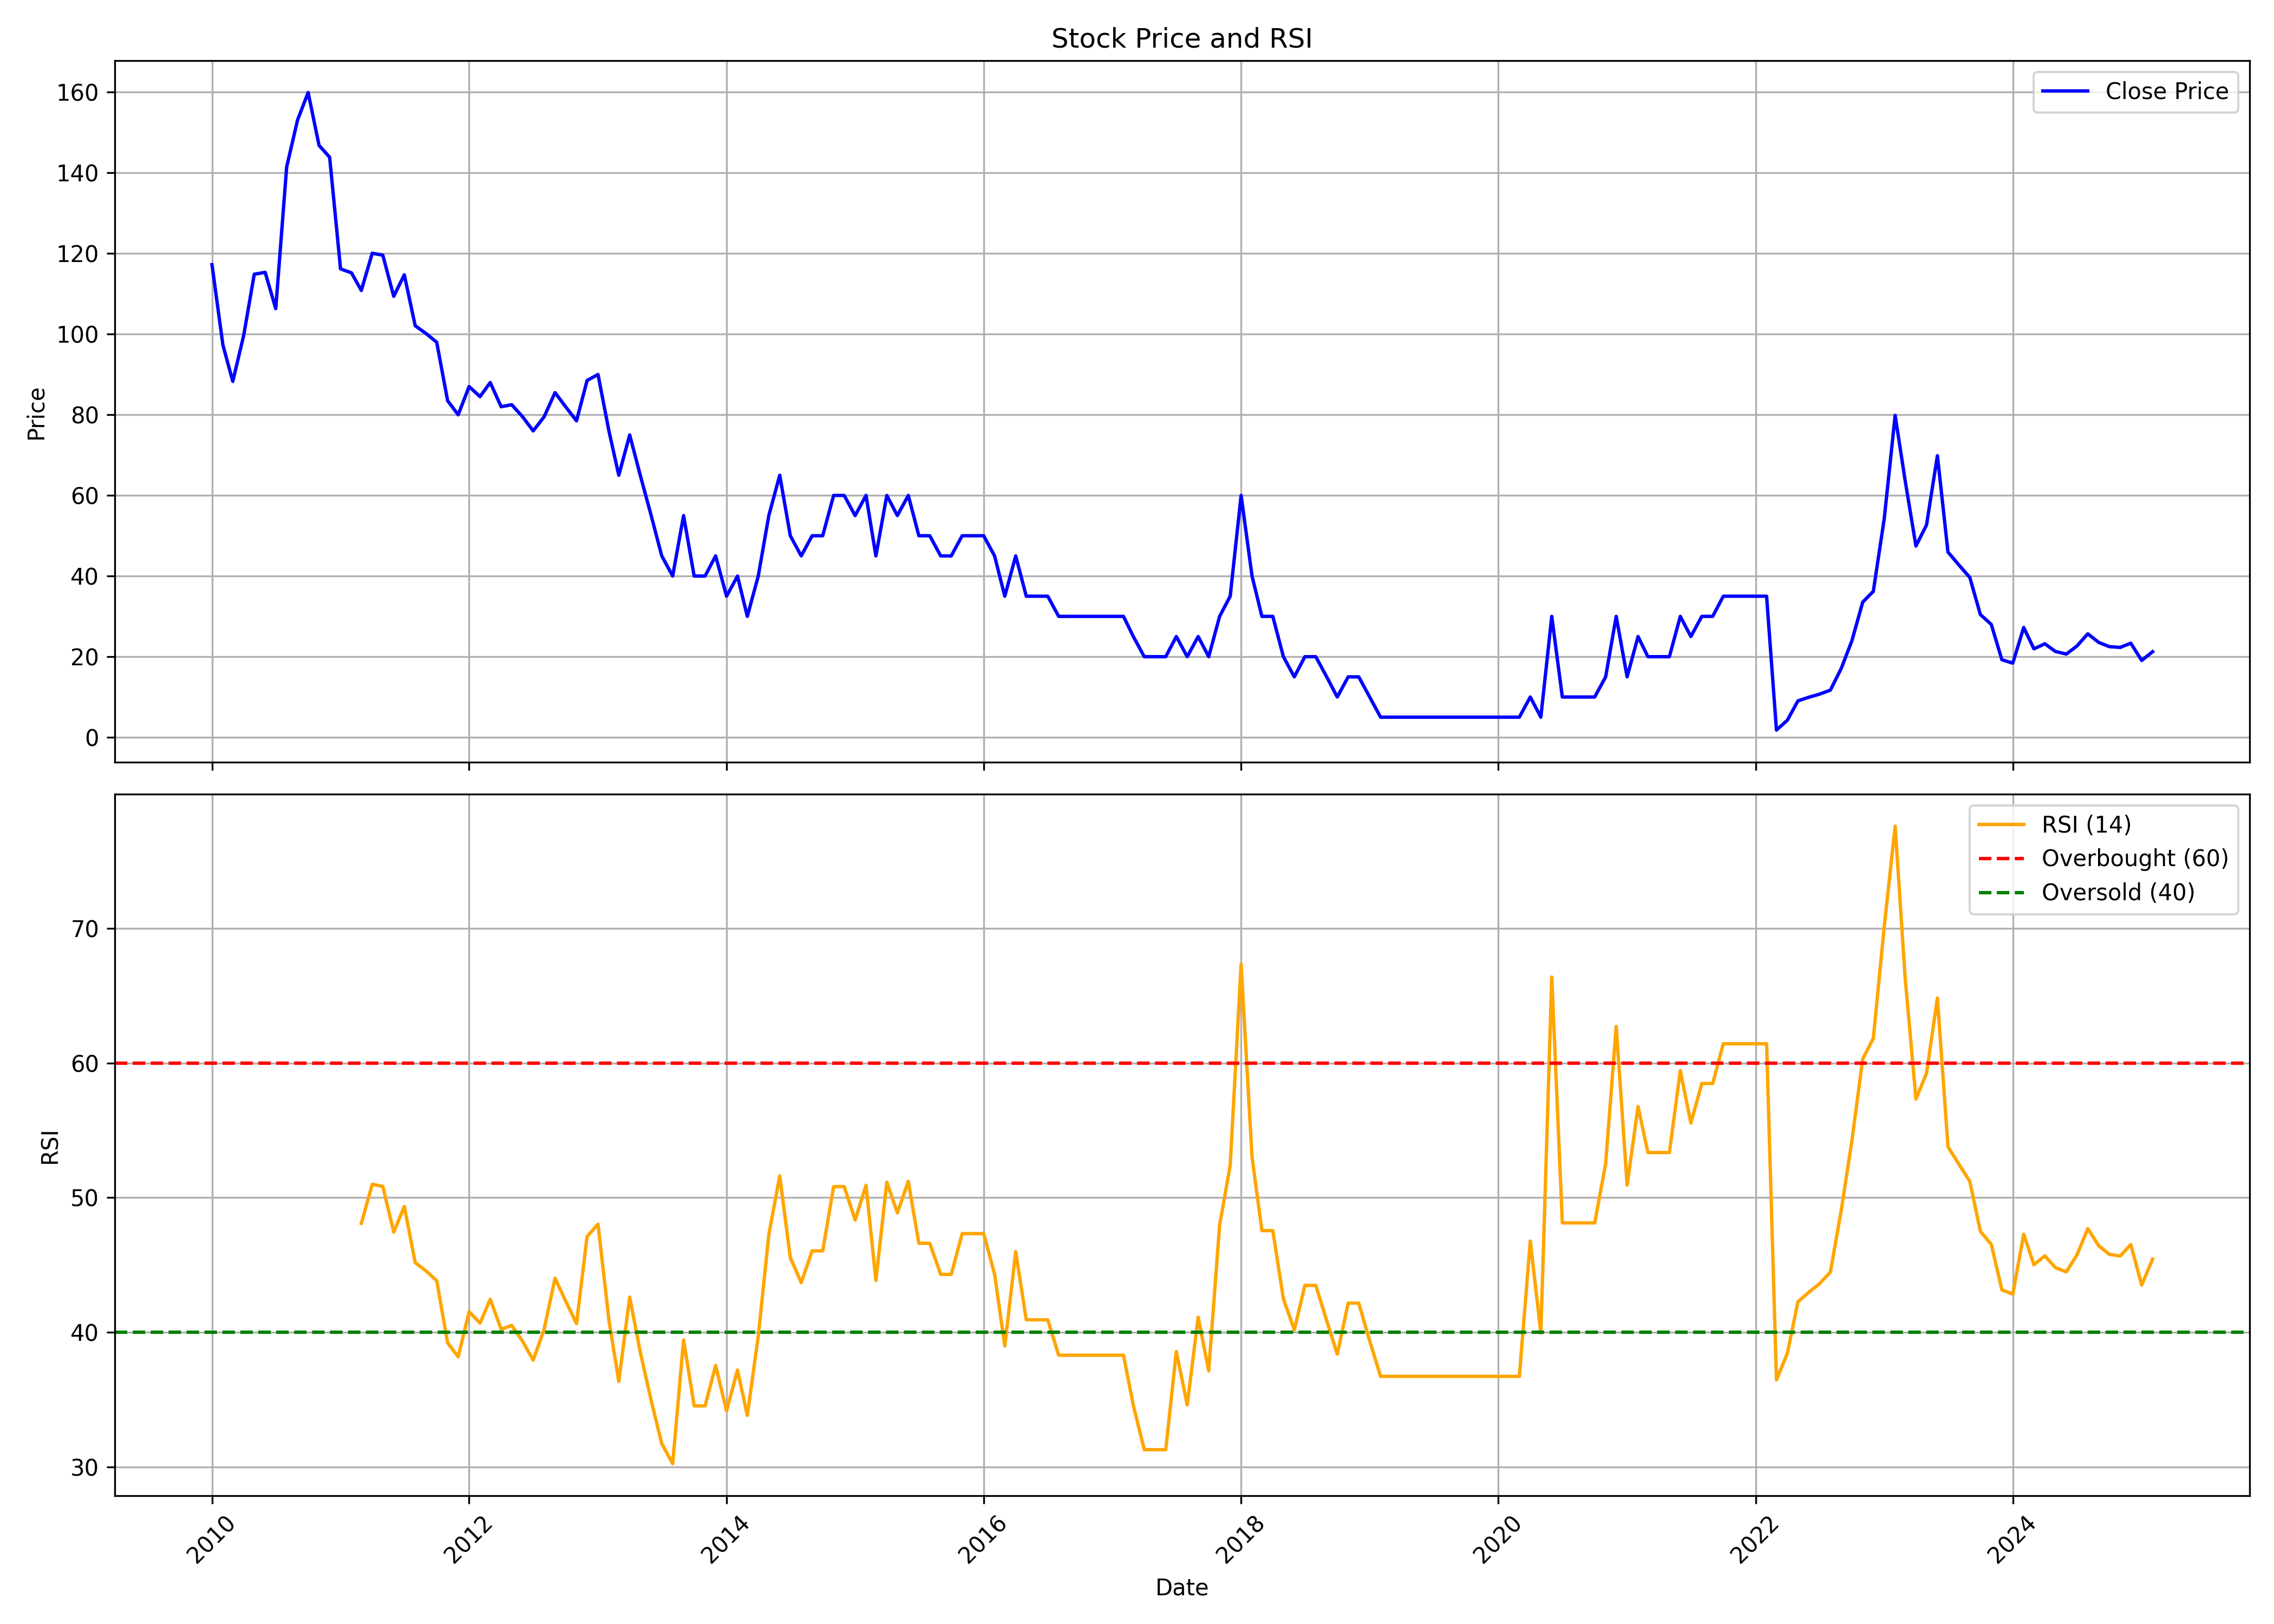 Stock Price and RSI
Close Price
Price
160
140
120
100
80
60
40
20
0
RSI (14)
Overbought (60)
Oversold (40)
RSI
70
60
50
40
30
2010
2012
2014
2016
2018
2020
2022
2024
Date